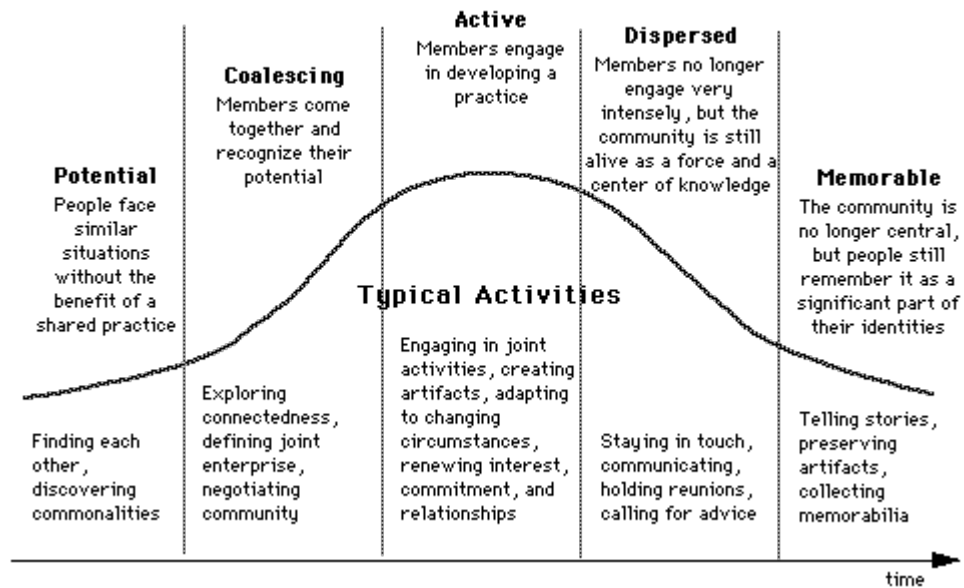 Potential
People face
similar
situations
without the
benefit of a
shared practice
Coalescing
Members come
together and
recognize their
potential
Active
Members engage
in developing a
practice
Dispersed
Members no longer
engage very
intensely, but the
community is still
alive as a force and a
center of knowledge
Memorable
The community is
no longer central,
but people still
remember it as a
significant part of
their identities
Typical Activities
Finding each
other,
discovering
commonalities
Exploring
connectedness,
defining joint
enterprise,
negotiating
community
Engaging in joint
activities, creating
artifacts, adapting
to changing
circumstances,
renewing interest,
commitment, and
relationships
Staying in touch,
communicating,
holding reunions,
calling for advice
Telling stories,
preserving
artifacts,
collecting
memorabilia
time